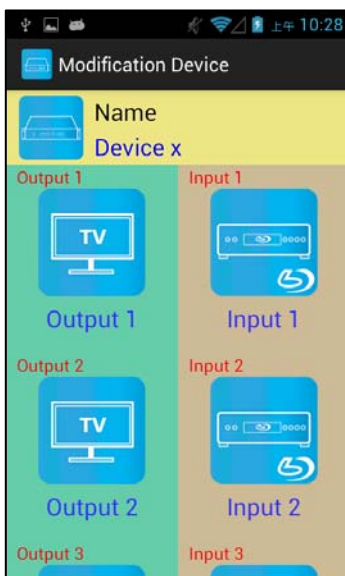 上午 10:28
Modification Device
Name
Device x
Output 1 Input 1
TV
Output 1 Input 1
Output 2 Input 2
TV
Output 2 Input 2
Output 3 Input 3